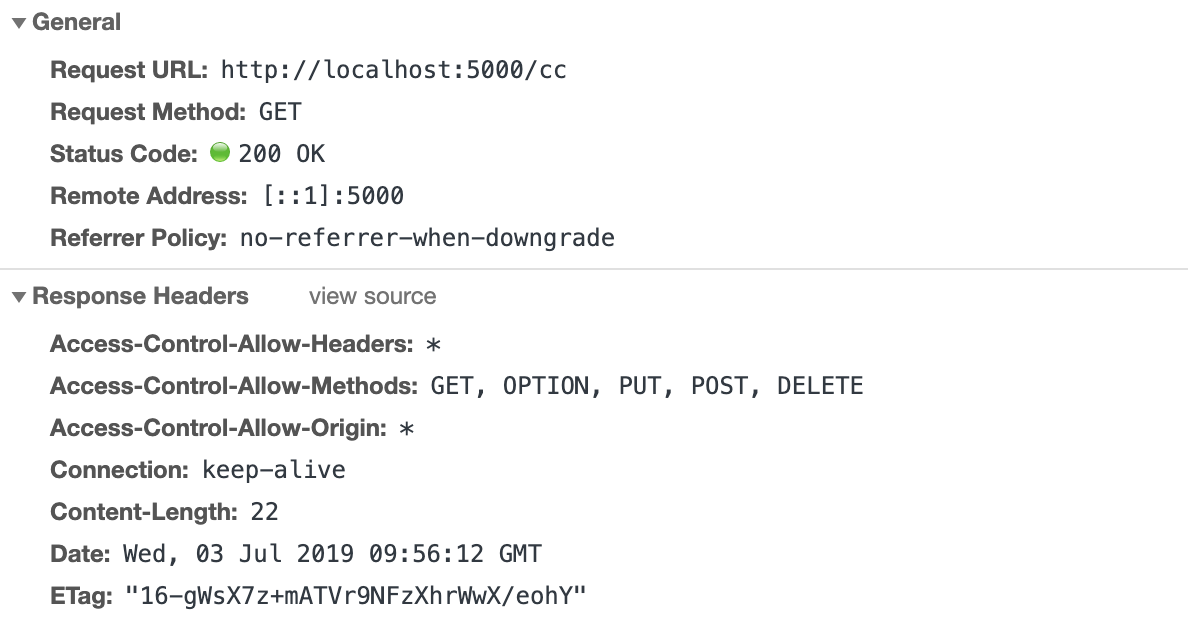 General
Request URL: http://localhost:5000/cc
Request Method: GET
Status Code: 200 OK
Remote Address: [::1]:5000
Referrer Policy: no-referrer-when-downgrade
Response Headers view source
Access-Control-Allow-Headers: *
Access-Control-Allow-Methods: GET, OPTION, PUT, POST, DELETE
Access-Control-Allow-Origin: *
Connection: keep-alive
Content-Length: 22
Date: Wed, 03 Jul 2019 09:56:12 GMT
ETag: "16-gWsX7z+mATVr9NFzXhrWwX/eohY"